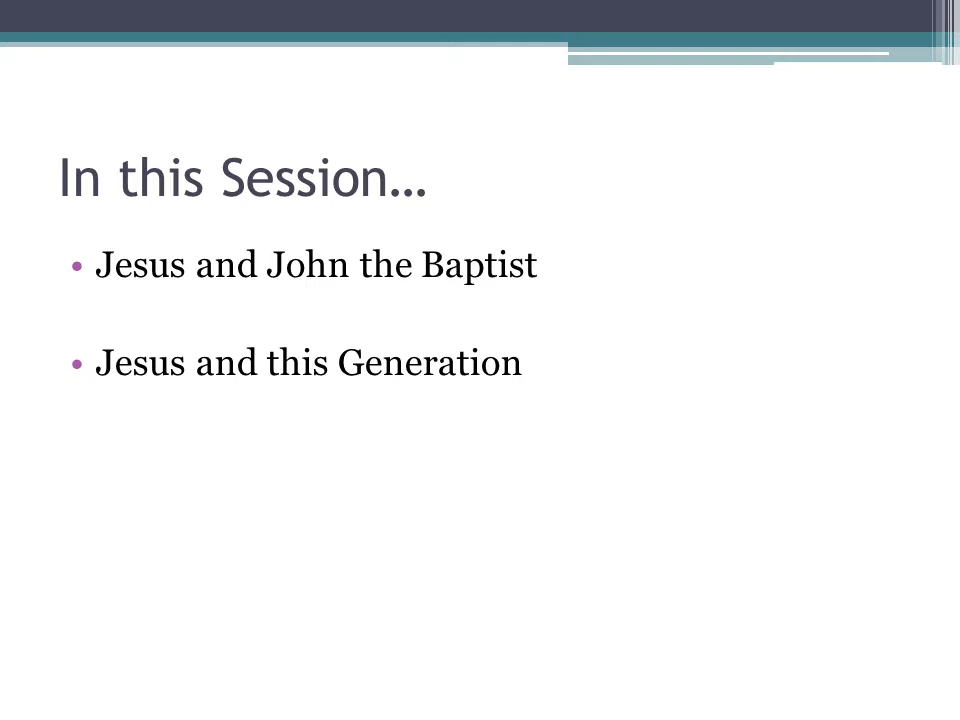 In this Session…
• Jesus and John the Baptist
• Jesus and this Generation